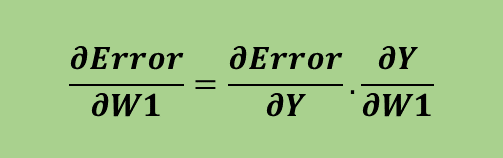 ∂Error/∂W1 = ∂Error/∂Y . ∂Y/∂W1